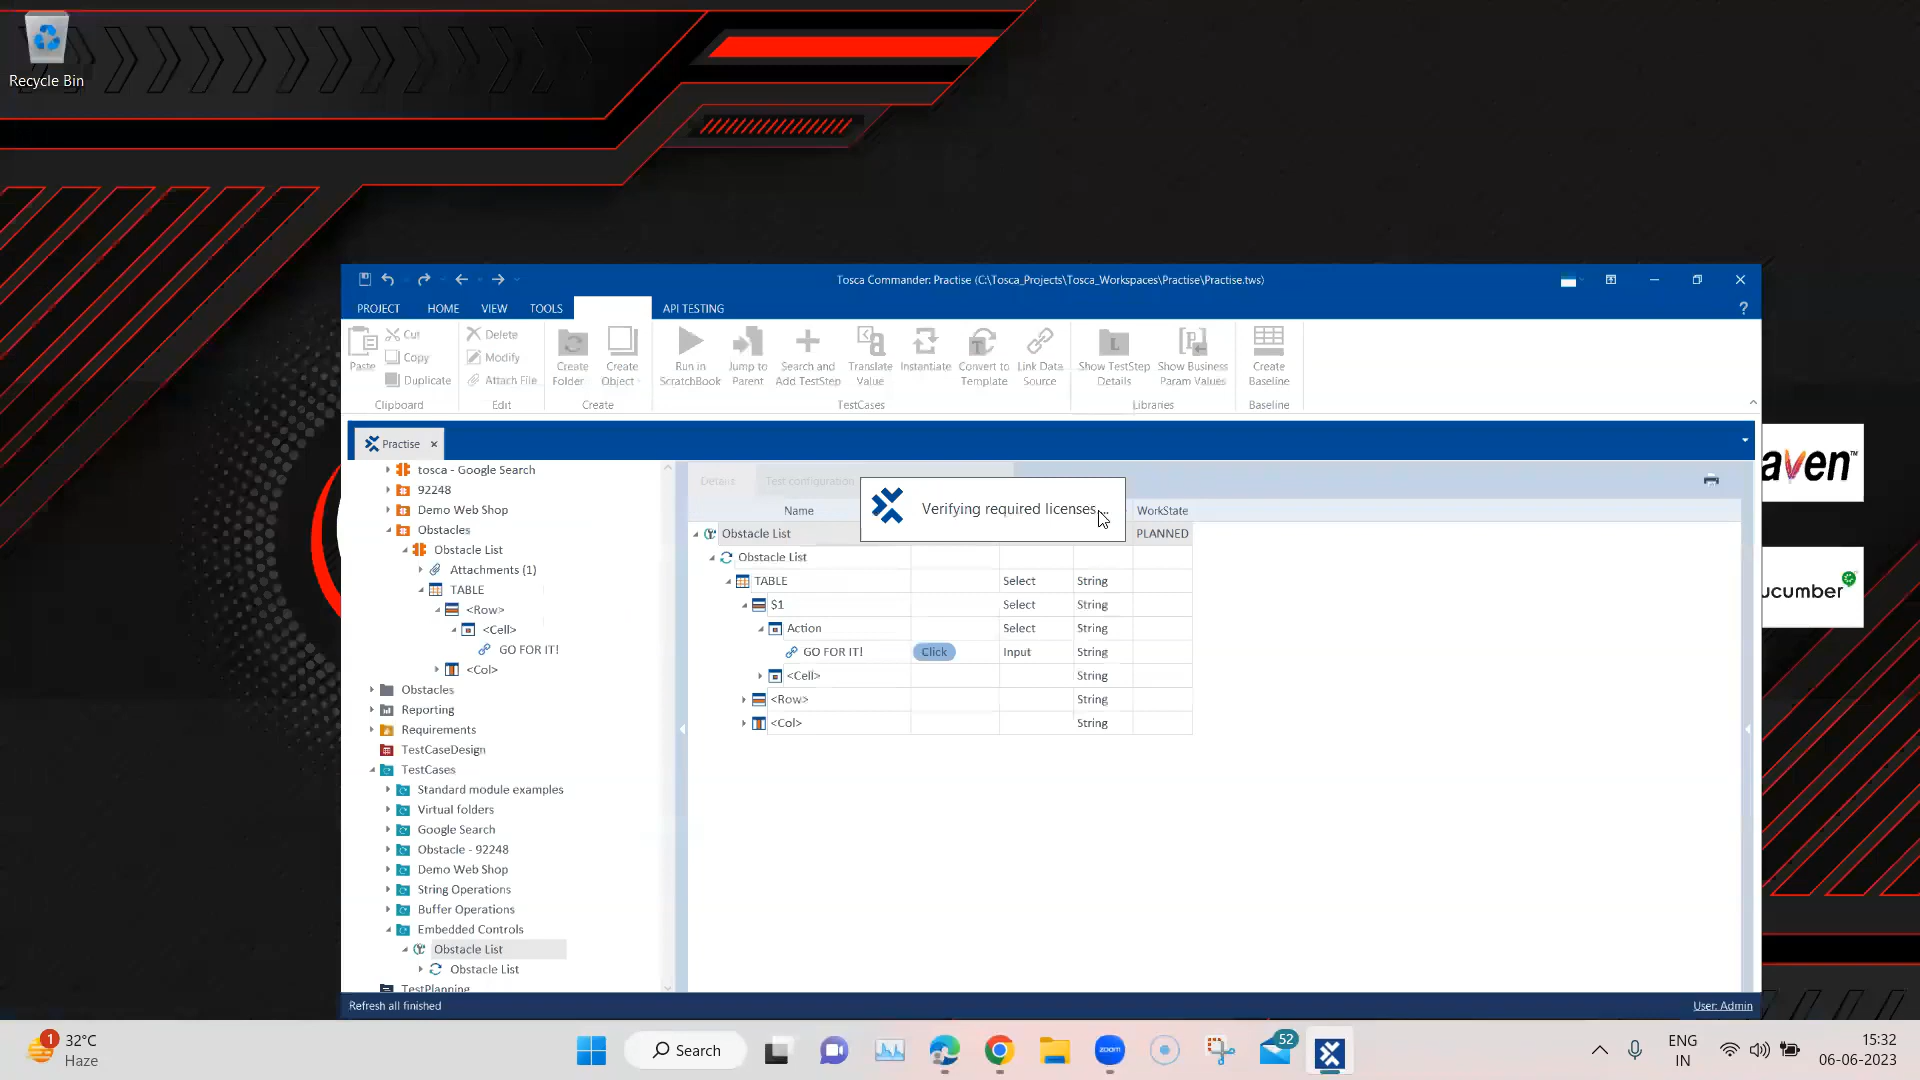 Recycle Bin
Tosca Commander: Practise (C:\Tosca_Projects\Tosca_Workspaces\Practise\Practise.tws)
PROJECT HOME VIEW TOOLS API TESTING ?
Paste Cut Copy Duplicate
Delete Modify Attach File
Create Folder Create Object
Run in ScratchBook Jump to Parent Search and Add TestStep Translate Value Instantiate Convert to Template Link Data Source
Show TestStep Details Show Business Param Values Create Baseline
Clipboard Edit Create TestCases Libraries Baseline
Practise
tosca - Google Search
92248
Demo Web Shop
Obstacles
Obstacle List
Attachments (1)
TABLE
<Row>
<Cell>
GO FOR IT!
<Col>
Obstacles
Reporting
Requirements
TestCaseDesign
TestCases
Standard module examples
Virtual folders
Google Search
Obstacle - 92248
Demo Web Shop
String Operations
Buffer Operations
Embedded Controls
Obstacle List
Obstacle List
TestPlanning
Details Test configuration
Verifying required licenses...
Name WorkState
Obstacle List PLANNED
Obstacle List
TABLE Select String
$1 Select String
Action Select String
GO FOR IT! Click Input String
<Cell> String
<Row> String
<Col> String
aven™
ucumber
Refresh all finished
User: Admin
1
32°C
Haze
Search
zoom
52
ENG
IN
15:32
06-06-2023